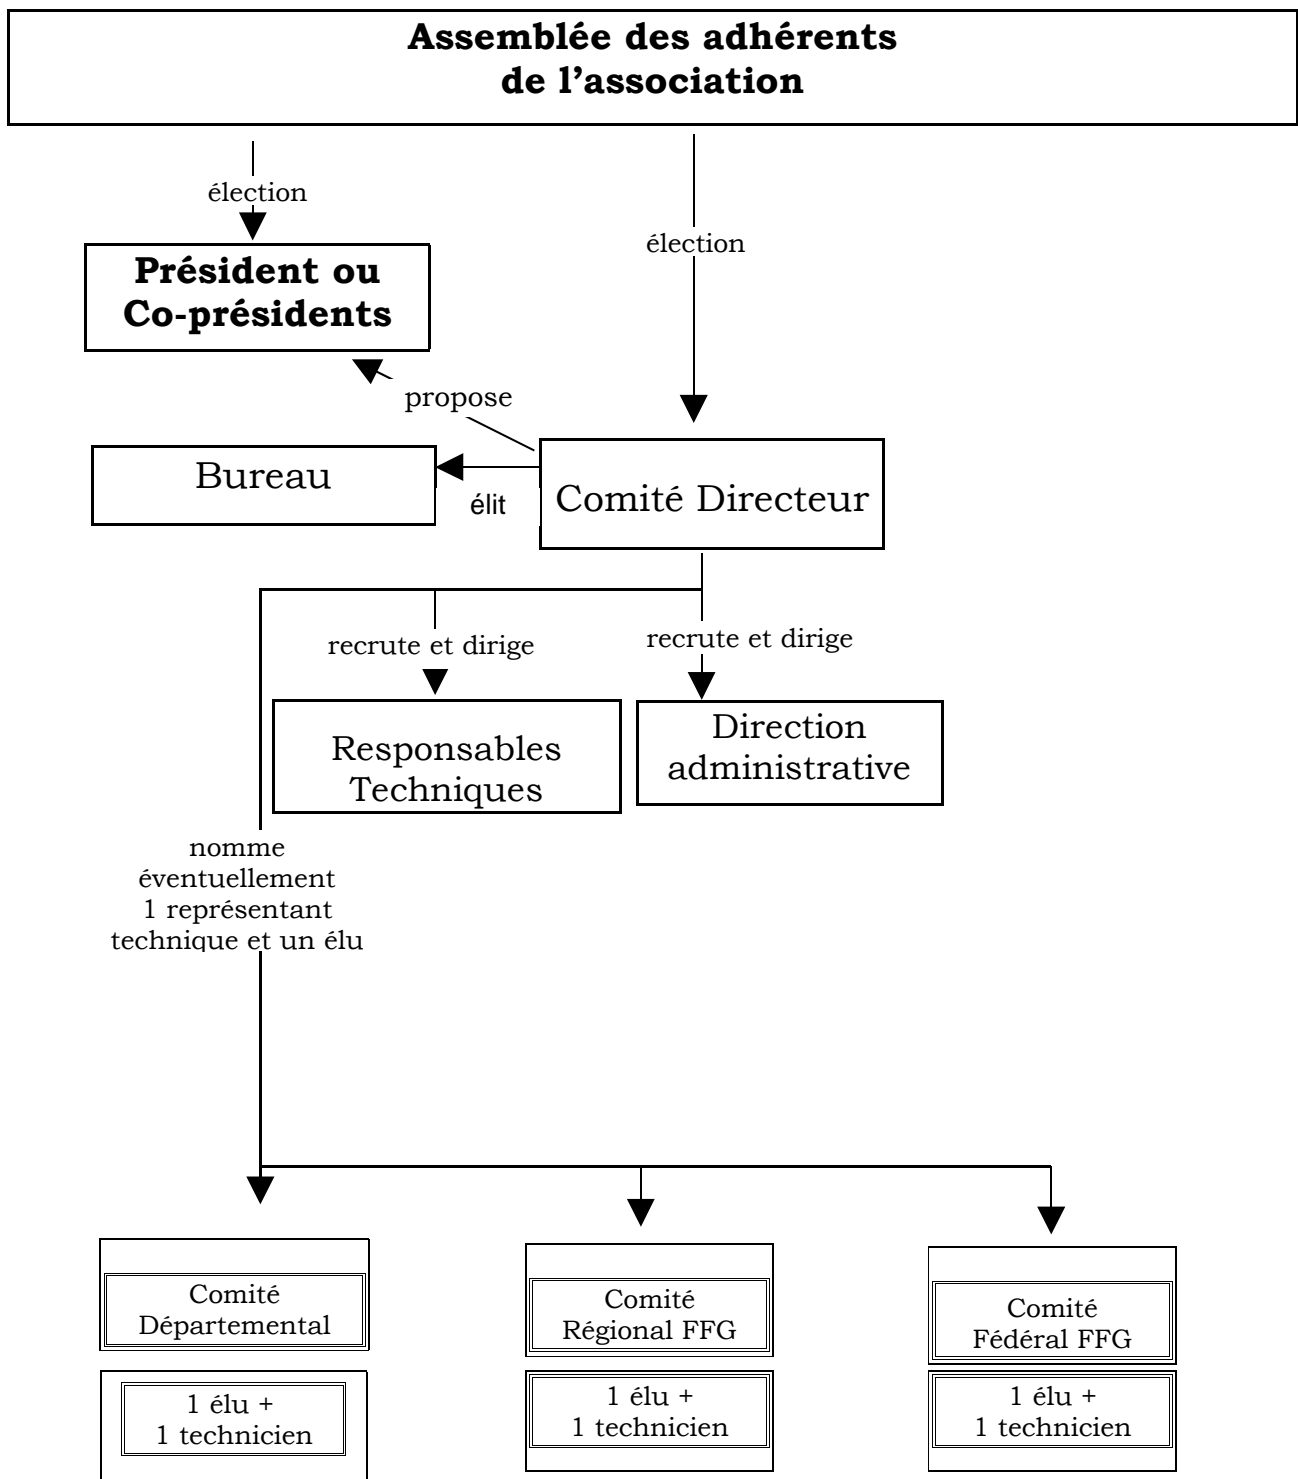 Assemblée des adhérents
de l’association
élection
élection
Président ou
Co-présidents
propose
Bureau
élit
Comité Directeur
recrute et dirige
recrute et dirige
Responsables
Techniques
Direction
administrative
nomme
éventuellement
1 représentant
technique et un élu
Comité
Départemental
Comité
Régional FFG
Comité
Fédéral FFG
1 élu +
1 technicien
1 élu +
1 technicien
1 élu +
1 technicien